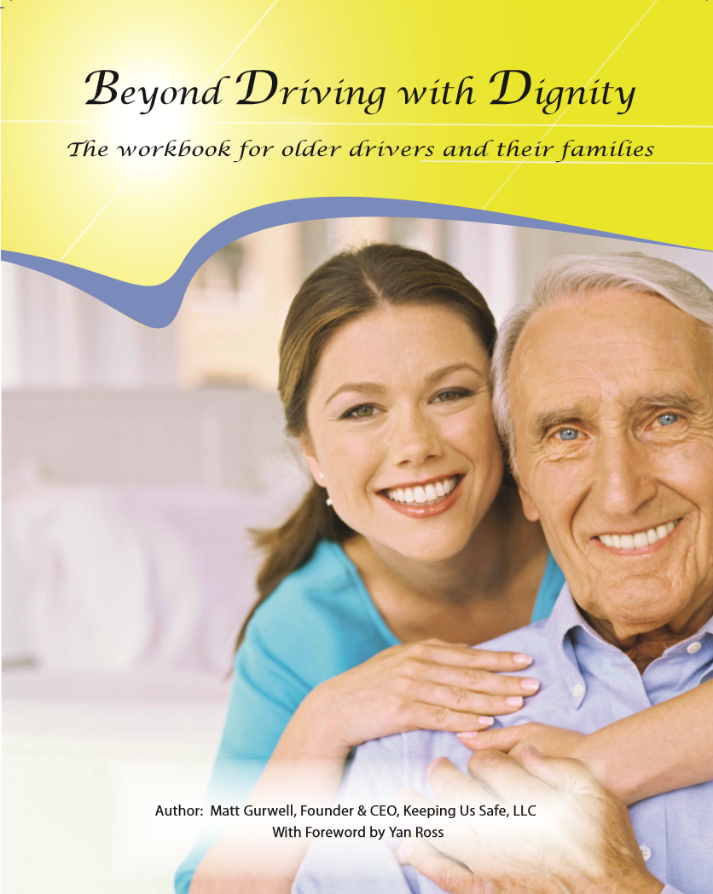 Beyond Driving with Dignity
The workbook for older drivers and their families
Author:  Matt Gurwell, Founder & CEO, Keeping Us Safe, LLC
With Foreword by Yan Ross